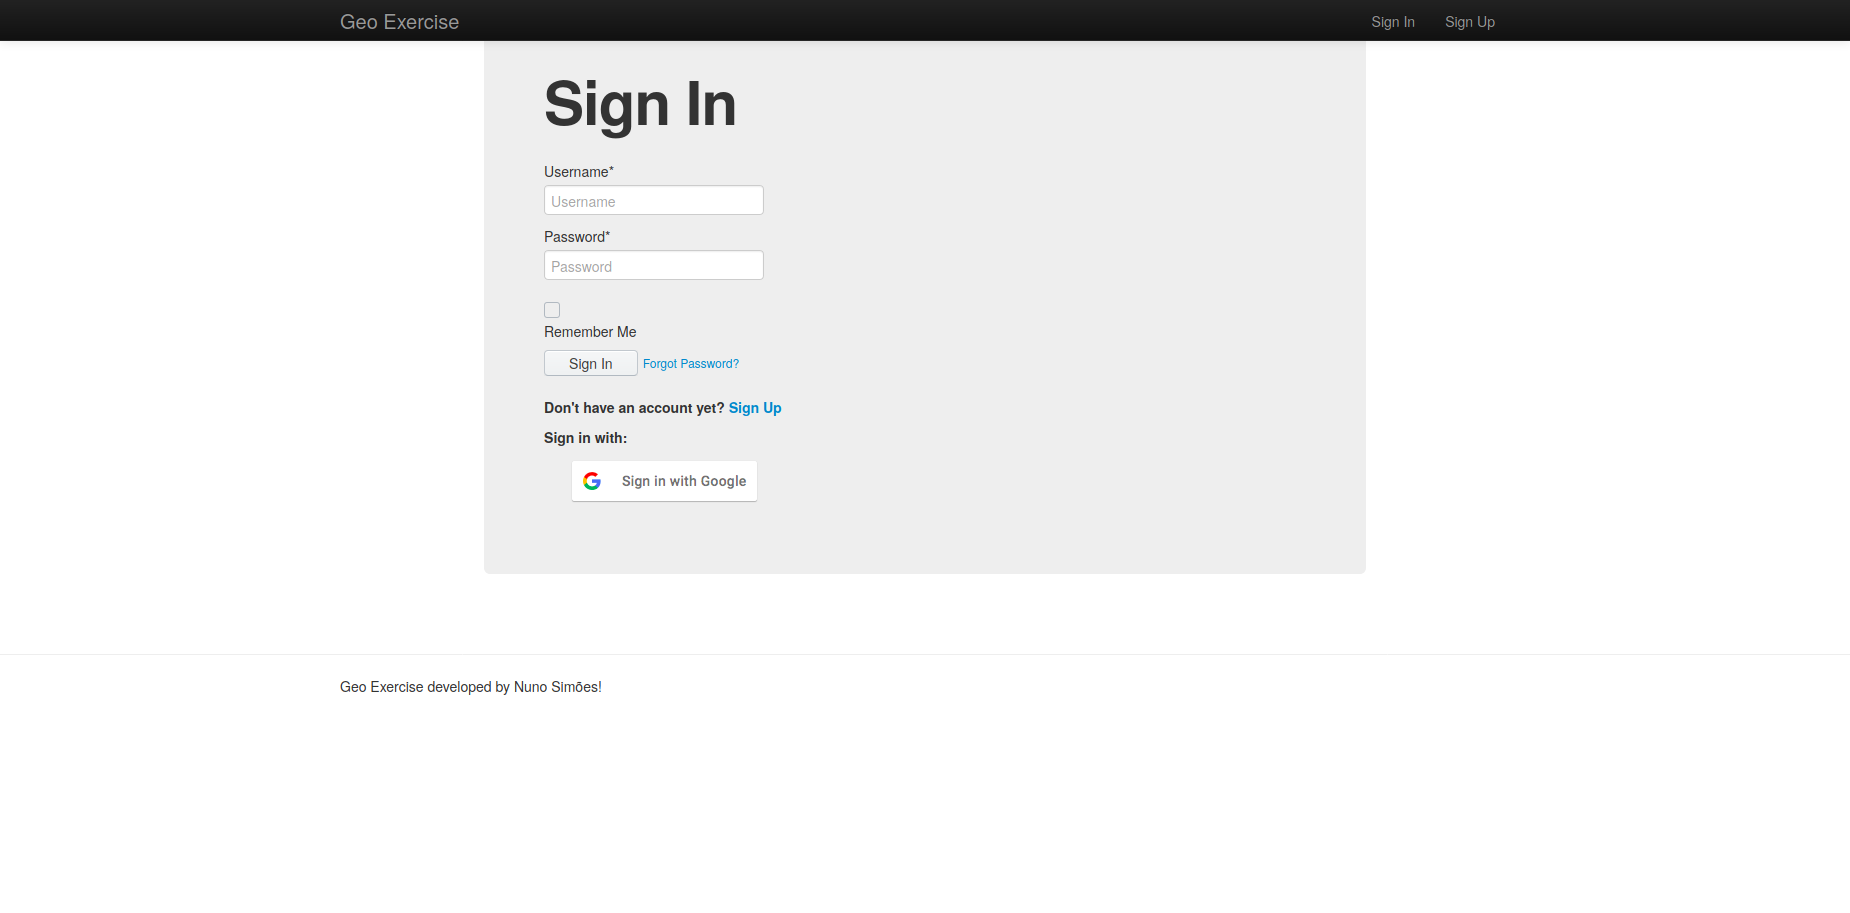 Geo Exercise Sign In Sign Up
Sign In
Username*
Username
Password*
Password
Remember Me
Sign In Forgot Password?
Don't have an account yet? Sign Up
Sign in with:
Sign in with Google
Geo Exercise developed by Nuno Simões!